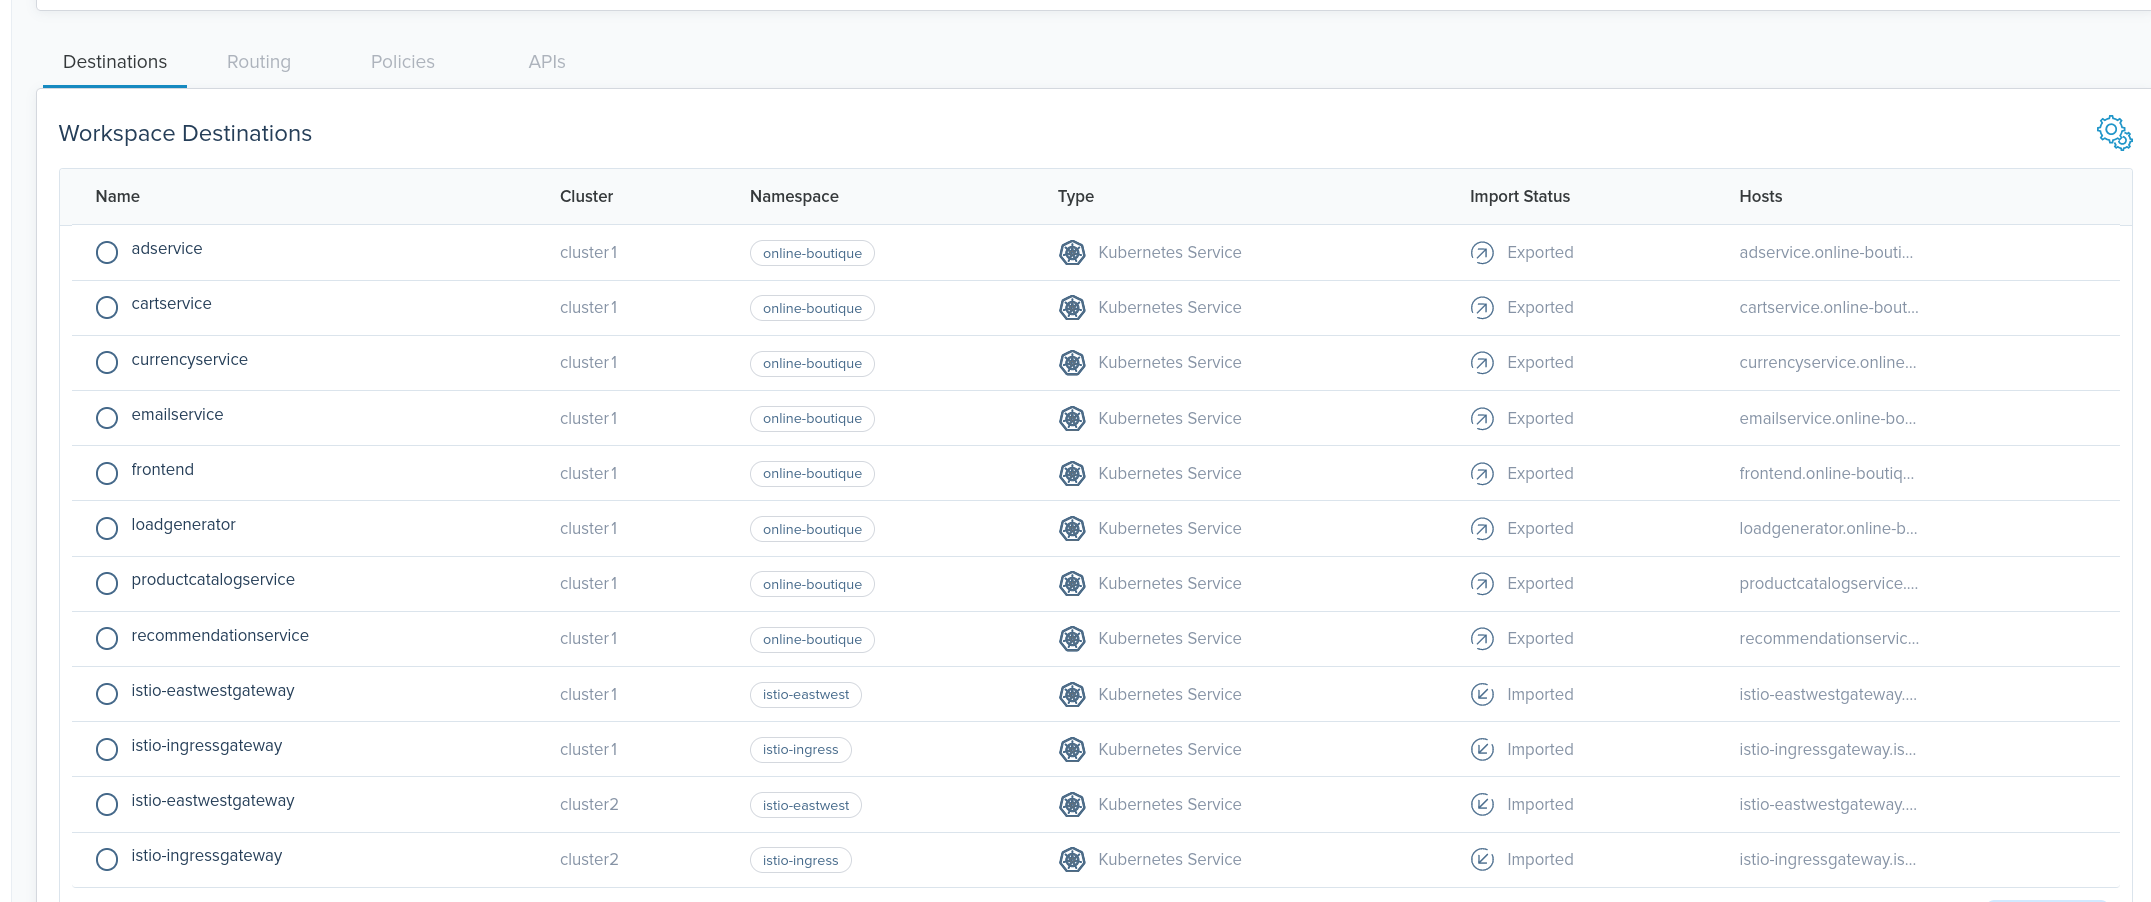 Destinations Routing Policies APIs
Workspace Destinations
Name Cluster Namespace Type Import Status Hosts
adservice cluster1 online-boutique Kubernetes Service Exported adservice.online-bouti...
cartservice cluster1 online-boutique Kubernetes Service Exported cartservice.online-bout...
currencyservice cluster1 online-boutique Kubernetes Service Exported currencyservice.online...
emailservice cluster1 online-boutique Kubernetes Service Exported emailservice.online-bo...
frontend cluster1 online-boutique Kubernetes Service Exported frontend.online-boutiq...
loadgenerator cluster1 online-boutique Kubernetes Service Exported loadgenerator.online-b...
productcatalogservice cluster1 online-boutique Kubernetes Service Exported productcatalogservice....
recommendationservice cluster1 online-boutique Kubernetes Service Exported recommendationservic...
istio-eastwestgateway cluster1 istio-eastwest Kubernetes Service Imported istio-eastwestgateway....
istio-ingressgateway cluster1 istio-ingress Kubernetes Service Imported istio-ingressgateway.is...
istio-eastwestgateway cluster2 istio-eastwest Kubernetes Service Imported istio-eastwestgateway....
istio-ingressgateway cluster2 istio-ingress Kubernetes Service Imported istio-ingressgateway.is...